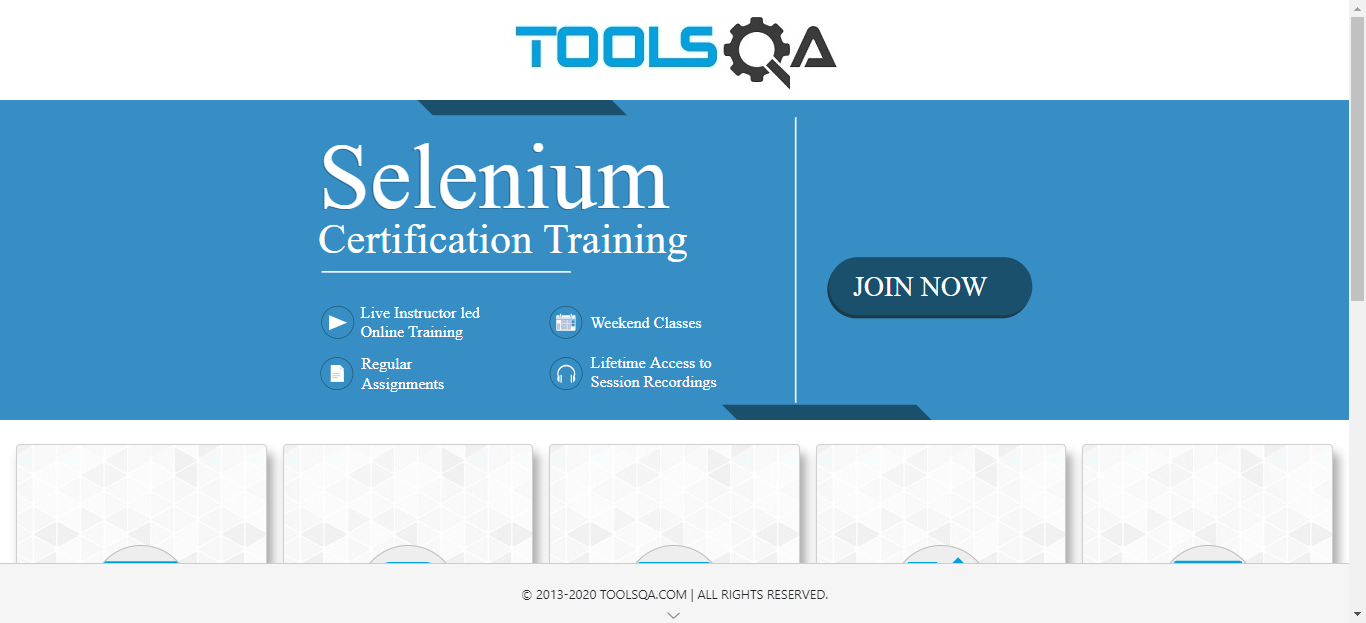 TOOLSQA
Selenium
Certification Training
Live Instructor led
Online Training
Weekend Classes
Regular
Assignments
Lifetime Access to
Session Recordings
JOIN NOW
© 2013-2020 TOOLSQA.COM | ALL RIGHTS RESERVED.